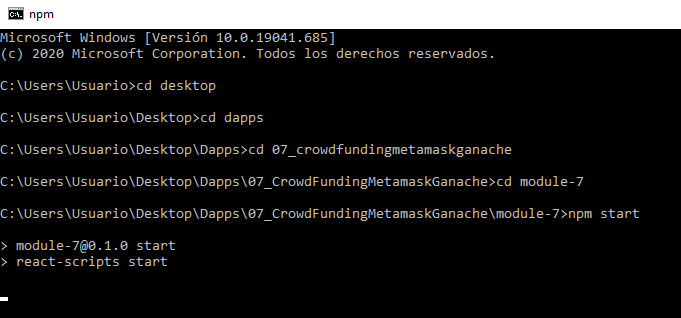 npm
Microsoft Windows [Versión 10.0.19041.685]
(c) 2020 Microsoft Corporation. Todos los derechos reservados.
C:\Users\Usuario>cd desktop
C:\Users\Usuario\Desktop>cd dapps
C:\Users\Usuario\Desktop\Dapps>cd 07_crowdfundingmetamaskganache
C:\Users\Usuario\Desktop\Dapps\07_CrowdFundingMetamaskGanache>cd module-7
C:\Users\Usuario\Desktop\Dapps\07_CrowdFundingMetamaskGanache\module-7>npm start
> module-7@0.1.0 start
> react-scripts start